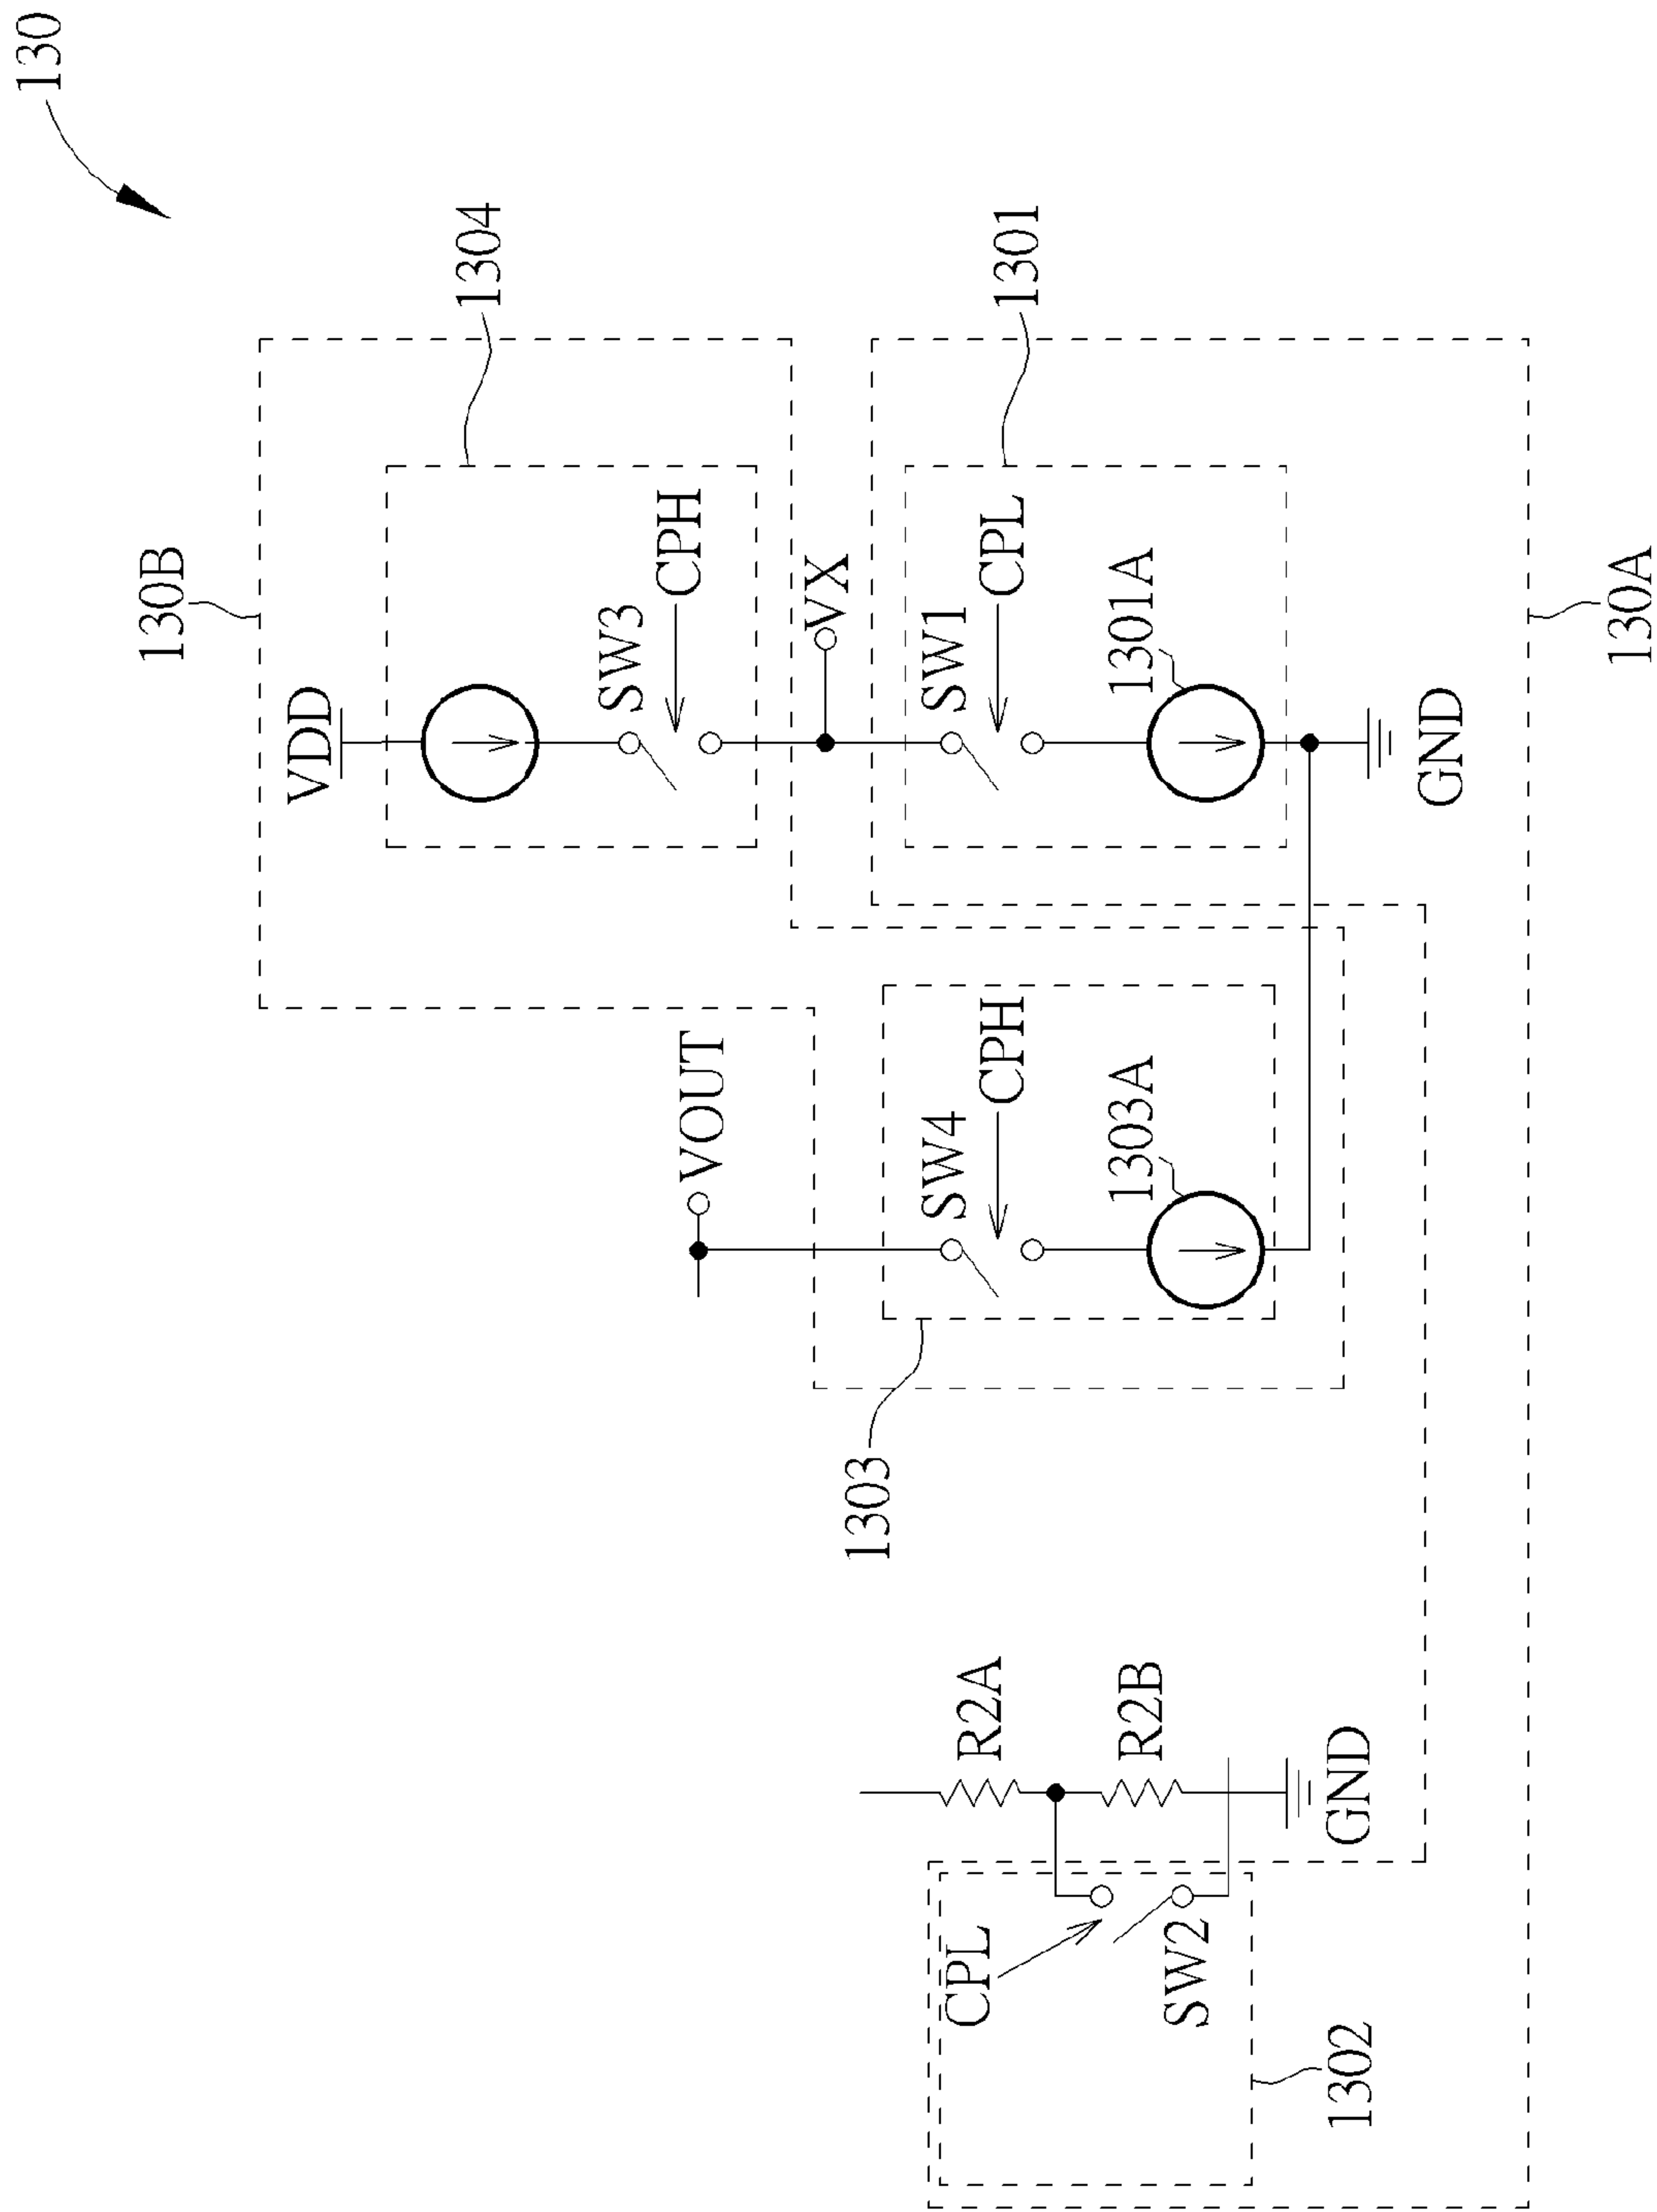 130
130B
1304
VDD
SW3
CPH
VX
1301
SW1
CPL
1301A
GND
130A
VOUT
SW4
CPH
1303A
1303
R2A
R2B
GND
CPL
SW2
1302